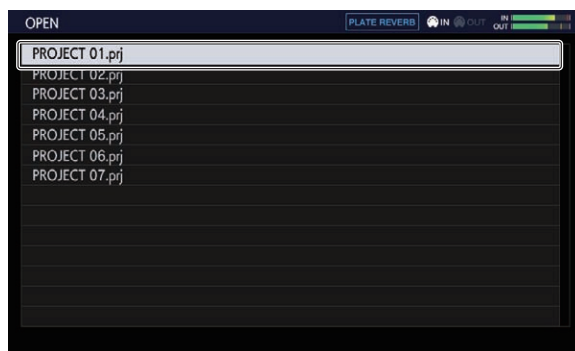 OPEN PLATE REVERB IN OUT IN
OUT
PROJECT 01.prj
PROJECT 02.prj
PROJECT 03.prj
PROJECT 04.prj
PROJECT 05.prj
PROJECT 06.prj
PROJECT 07.prj